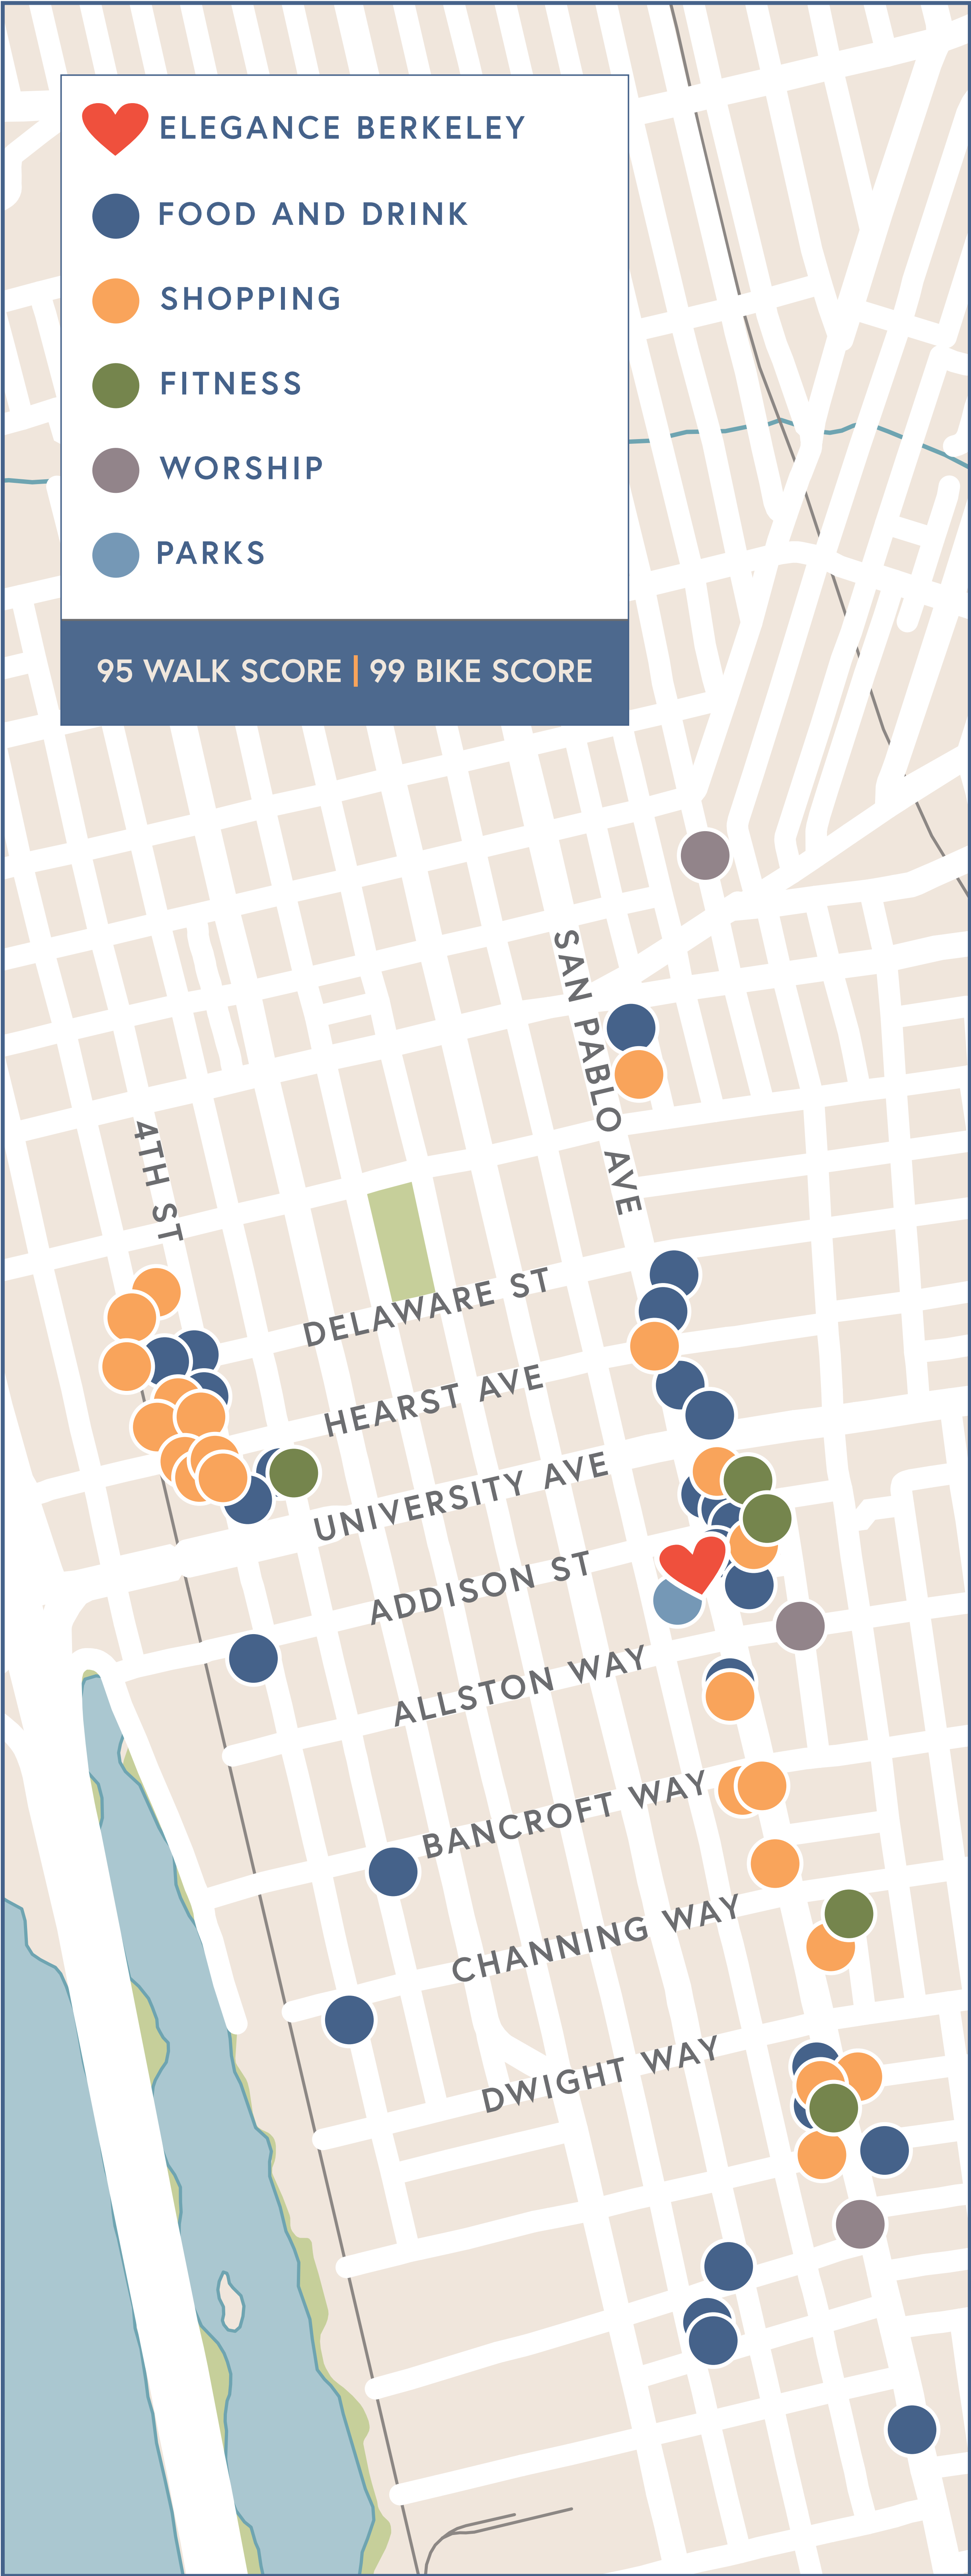 ELEGANCE BERKELEY
FOOD AND DRINK
SHOPPING
FITNESS
WORSHIP
PARKS
95 WALK SCORE | 99 BIKE SCORE
SAN PABLO AVE
4TH ST
DELAWARE ST
HEARST AVE
UNIVERSITY AVE
ADDISON ST
ALLSTON WAY
BANCROFT WAY
CHANNING WAY
DWIGHT WAY